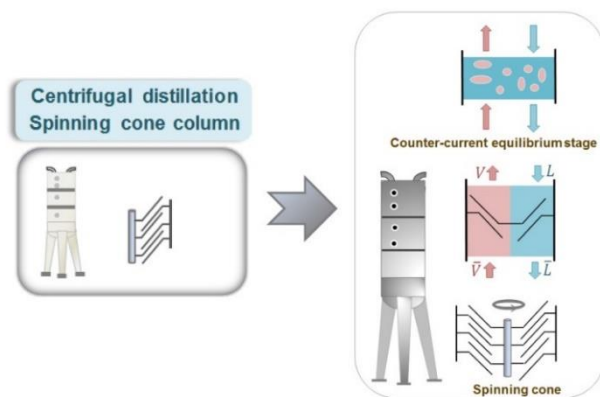 Centrifugal distillation
Spinning cone column
Counter-current equilibrium stage
V L
V̄ L̄
Spinning cone